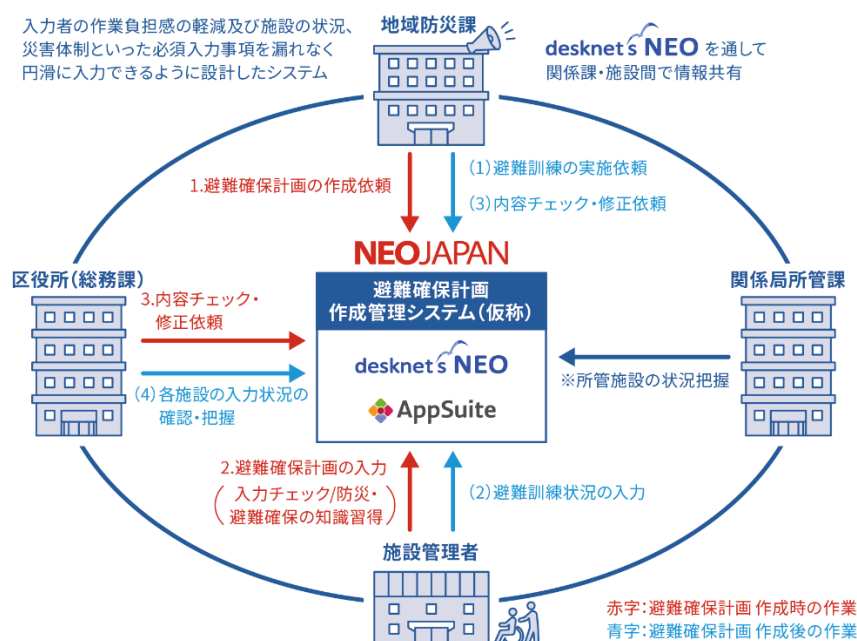 入力者の作業負担感の軽減及び施設の状況、
災害体制といった必須入力事項を漏れなく
円滑に入力できるように設計したシステム
地域防災課
desknet's NEO を通して
関係課・施設間で情報共有
1.避難確保計画の作成依頼
(1)避難訓練の実施依頼
(3)内容チェック・修正依頼
区役所(総務課)
3.内容チェック・
修正依頼
(4)各施設の入力状況の
確認・把握
NEOJAPAN
避難確保計画
作成管理システム(仮称)
desknet's NEO
AppSuite
関係局所管課
※所管施設の状況把握
2.避難確保計画の入力
(入力チェック/防災・
避難確保の知識習得)
(2)避難訓練状況の入力
施設管理者
赤字:避難確保計画 作成時の作業
青字:避難確保計画 作成後の作業